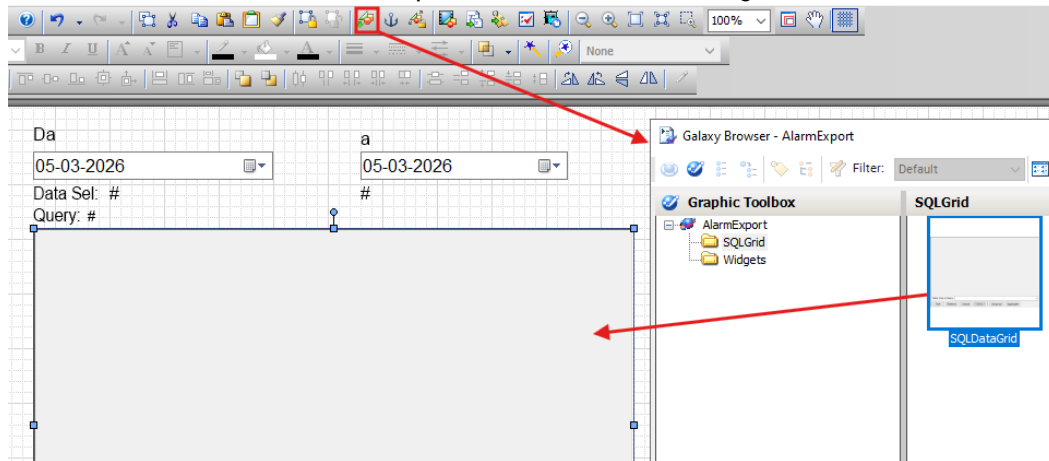 100%
B I U A A A None
Da
a
Galaxy Browser - AlarmExport
05-03-2026
05-03-2026
Filter: Default
Data Sel: #
#
Graphic Toolbox
SQLGrid
Query: #
AlarmExport
SQLGrid
Widgets
SQLDataGrid